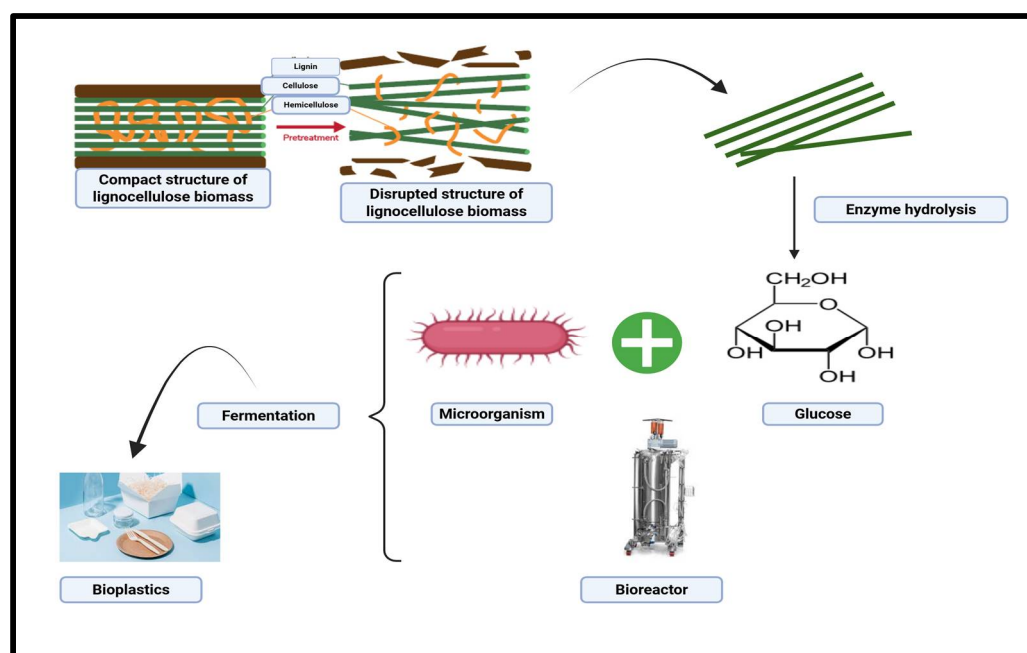 Lignin
Cellulose
Hemicellulose
Pretreatment
Compact structure of
lignocellulose biomass
Disrupted structure of
lignocellulose biomass
Enzyme hydrolysis
CH₂OH
O
OH
OH
OH
OH
Fermentation
Microorganism
Glucose
Bioplastics
Bioreactor